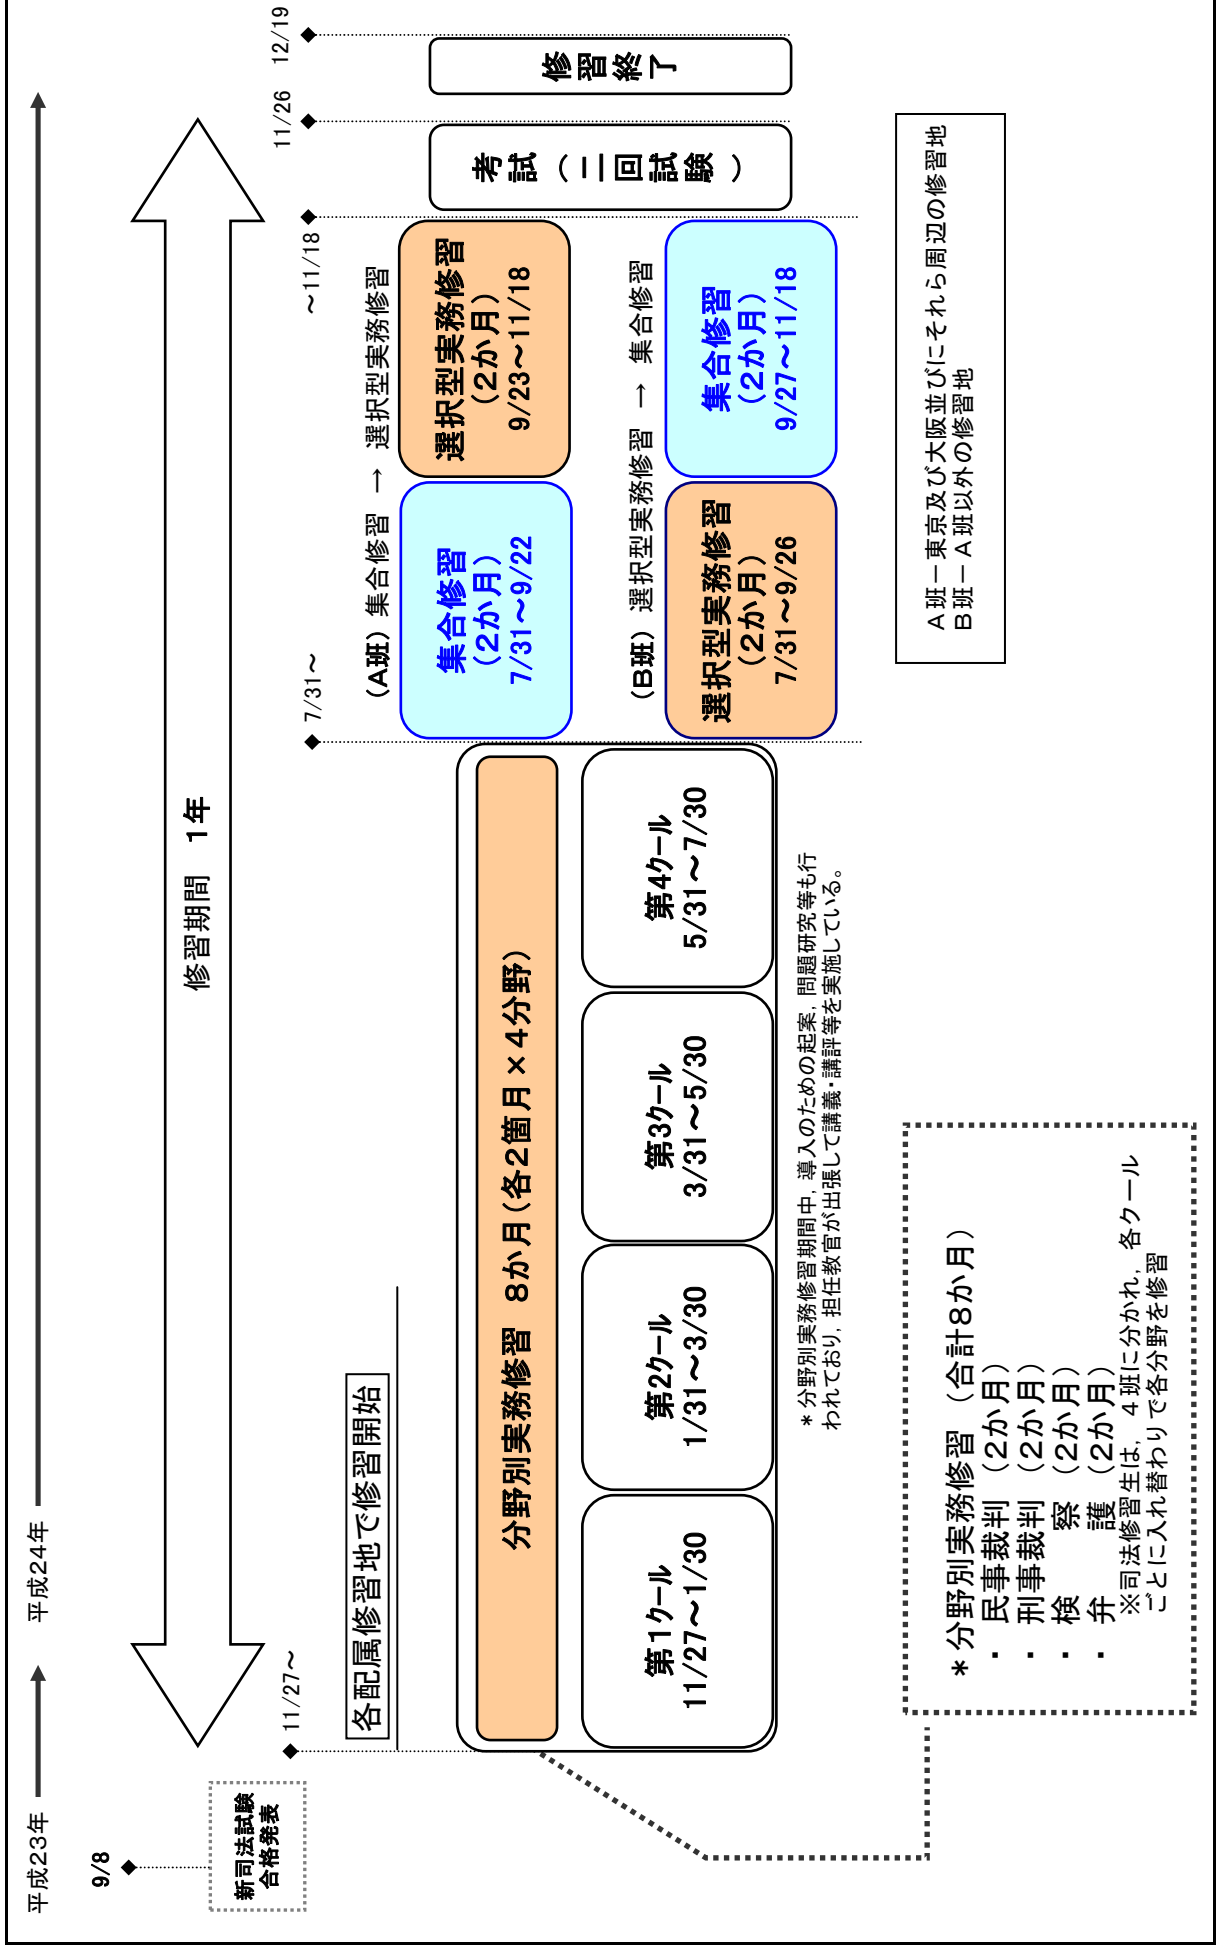 平成23年
平成24年
9/8
新司法試験
合格発表
修習期間　1年
11/27～
7/31～
～11/18
11/26
12/19
各配属修習地で修習開始
分野別実務修習　8か月(各2箇月×4分野)
第1クール
11/27～1/30
第2クール
1/31～3/30
第3クール
3/31～5/30
第4クール
5/31～7/30
＊分野別実務修習期間中，導入のための起案，問題研究等も行
われており，担任教官が出張して講義・講評等を実施している。
（A班）集合修習　→　選択型実務修習
集合修習
（2か月）
7/31～9/22
選択型実務修習
（2か月）
9/23～11/18
（B班）選択型実務修習　→　集合修習
選択型実務修習
（2か月）
7/31～9/26
集合修習
（2か月）
9/27～11/18
考試（二回試験）
修習終了
＊分野別実務修習　（合計8か月）
・　民事裁判（2か月）
・　刑事裁判（2か月）
・　検　　察（2か月）
・　弁　　護（2か月）
※司法修習生は，４班に分かれ，各クール
ごとに入れ替わりで各分野を修習
Ａ班－東京及び大阪並びにそれら周辺の修習地
Ｂ班－Ａ班以外の修習地